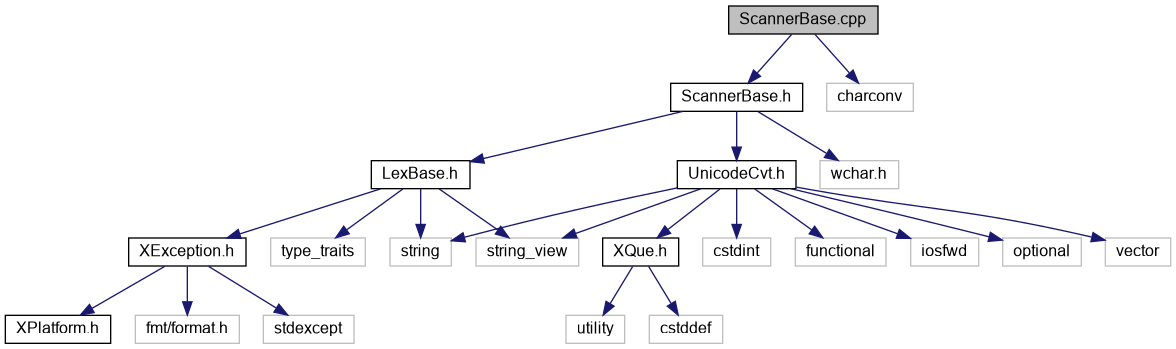 ScannerBase.cpp
ScannerBase.h
charconv
LexBase.h
UnicodeCvt.h
wchar.h
XException.h
type_traits
string
string_view
XQue.h
cstdint
functional
iosfwd
optional
vector
XPlatform.h
fmt/format.h
stdexcept
utility
cstddef